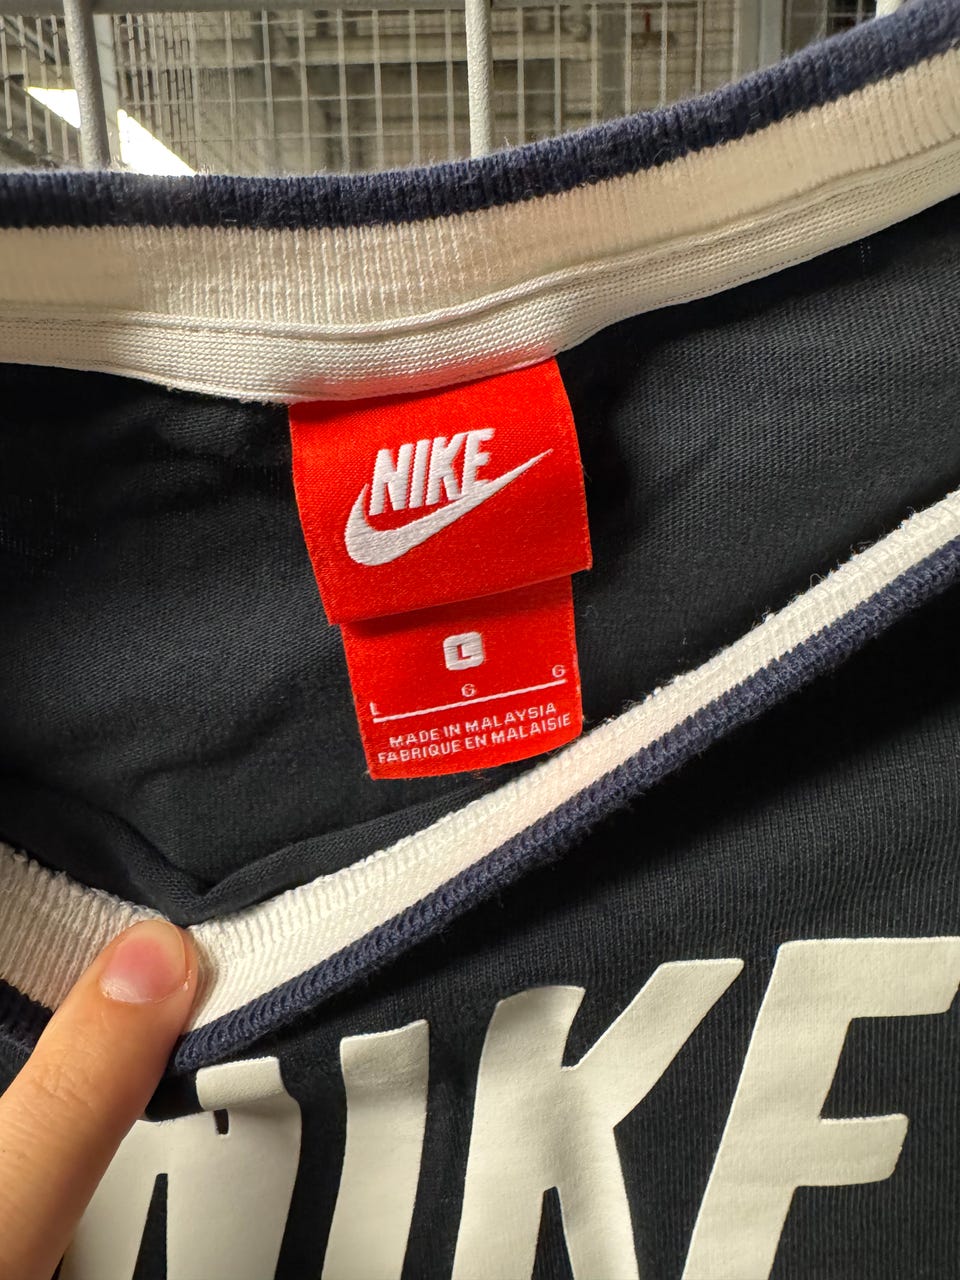 NIKE
L
L G G
MADE IN MALAYSIA
FABRIQUE EN MALAISIE
NIKE